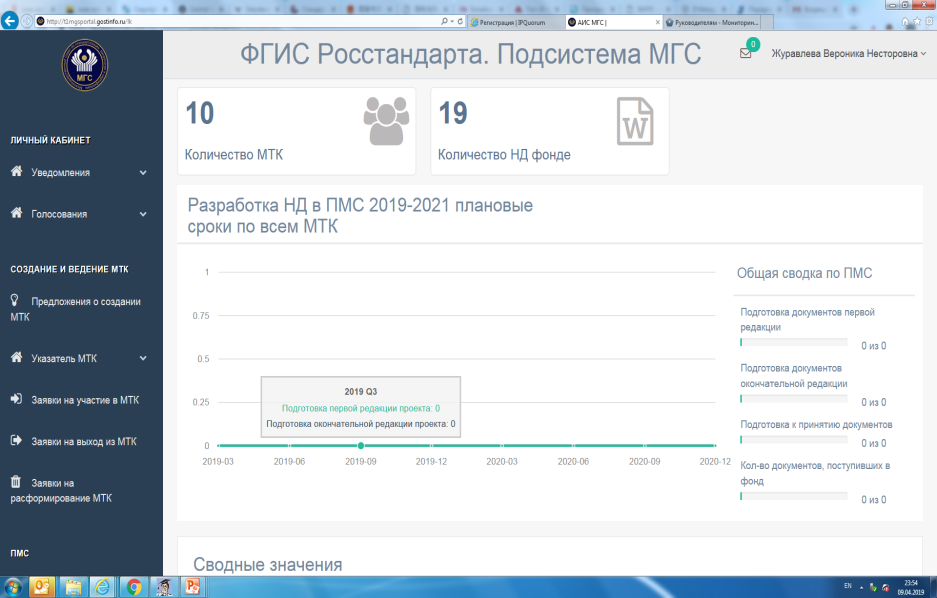 http://t1mgsportal.gostinfo.ru/lk
Регистрация | IPQuorum
АИС МГС |
Руководителям - Мониторин...
МГС
ФГИС Росстандарта. Подсистема МГС
0
Журавлева Вероника Несторовна
ЛИЧНЫЙ КАБИНЕТ
Уведомления
Голосования
СОЗДАНИЕ И ВЕДЕНИЕ МТК
Предложения о создании
МТК
Указатель МТК
Заявки на участие в МТК
Заявки на выход из МТК
Заявки на
расформирование МТК
ПМС
10
Количество МТК
19
Количество НД фонде
W
Разработка НД в ПМС 2019-2021 плановые
сроки по всем МТК
1
0.75
0.5
0.25
0
2019 Q3
Подготовка первой редакции проекта: 0
Подготовка окончательной редакции проекта: 0
2019-03 2019-06 2019-09 2019-12 2020-03 2020-06 2020-09 2020-12
Общая сводка по ПМС
Подготовка документов первой
редакции
0 из 0
Подготовка документов
окончательной редакции
0 из 0
Подготовка к принятию документов
0 из 0
Кол-во документов, поступивших в
фонд
0 из 0
Сводные значения
EN
23:54
09.04.2019